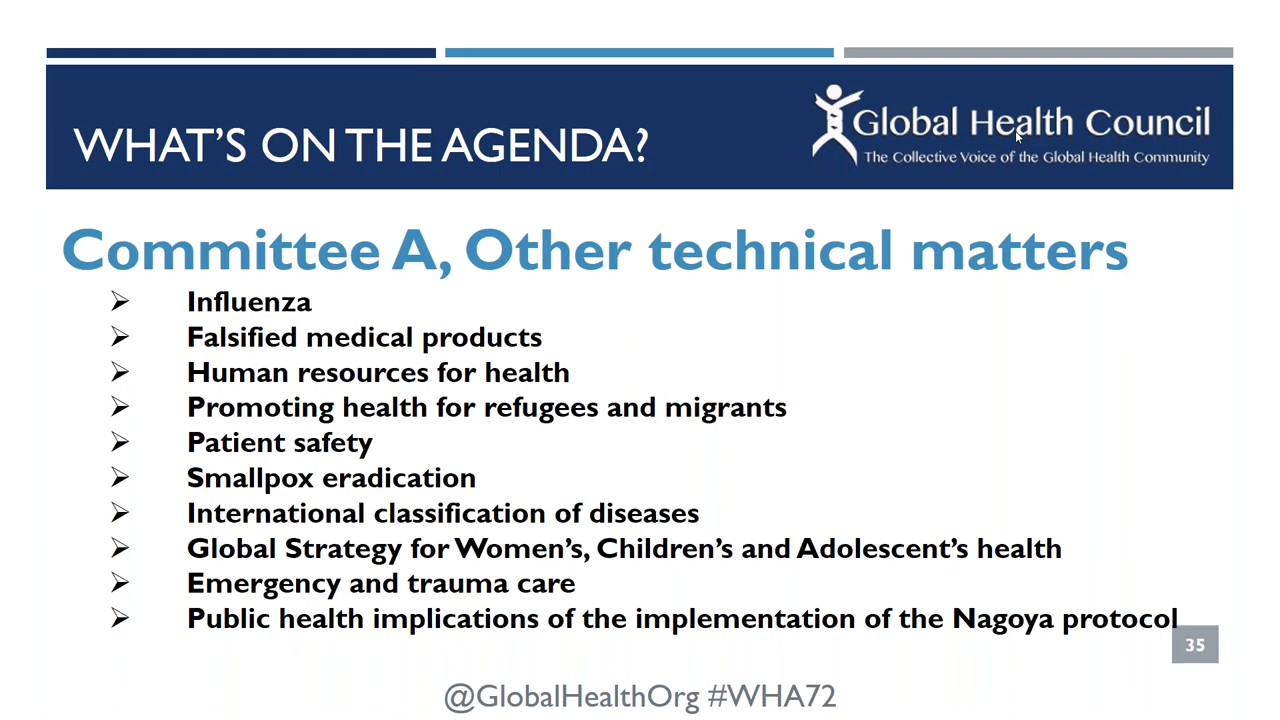 WHAT'S ON THE AGENDA?
Global Health Council
The Collective Voice of the Global Health Community
Committee A, Other technical matters
Influenza
Falsified medical products
Human resources for health
Promoting health for refugees and migrants
Patient safety
Smallpox eradication
International classification of diseases
Global Strategy for Women's, Children's and Adolescent's health
Emergency and trauma care
Public health implications of the implementation of the Nagoya protocol
35
@GlobalHealthOrg #WHA72